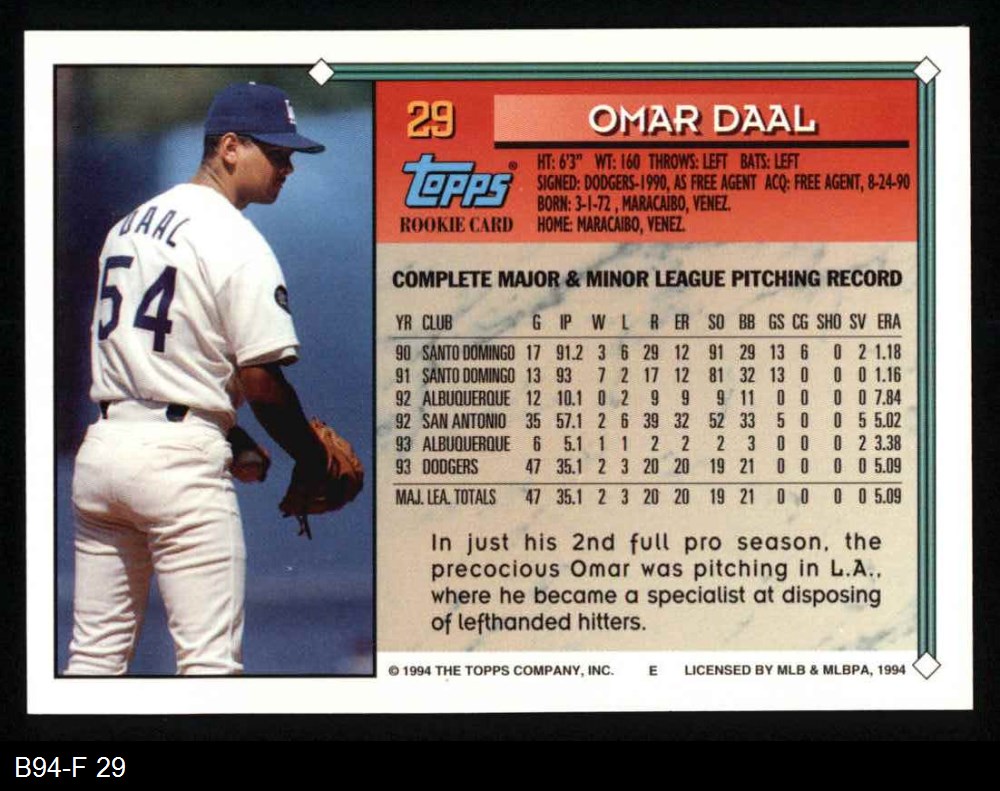 DAAL
54
LA
29
OMAR DAAL
Topps®
ROOKIE CARD
HT: 6'3" WT: 160 THROWS: LEFT BATS: LEFT
SIGNED: DODGERS-1990, AS FREE AGENT ACQ: FREE AGENT, 8-24-90
BORN: 3-1-72 , MARACAIBO, VENEZ.
HOME: MARACAIBO, VENEZ.
COMPLETE MAJOR & MINOR LEAGUE PITCHING RECORD
YR CLUB G IP W L R ER SO BB GS CG SHO SV ERA
90 SANTO DOMINGO 17 91.2 3 6 29 12 91 29 13 6 0 2 1.18
91 SANTO DOMINGO 13 93 7 2 17 12 81 32 13 0 0 0 1.16
92 ALBUQUERQUE 12 10.1 0 2 9 9 9 11 0 0 0 0 7.84
92 SAN ANTONIO 35 57.1 2 6 39 32 52 33 5 0 0 5 5.02
93 ALBUQUERQUE 6 5.1 1 1 2 2 2 3 0 0 0 2 3.38
93 DODGERS 47 35.1 2 3 20 20 19 21 0 0 0 0 5.09
MAJ. LEA. TOTALS 47 35.1 2 3 20 20 19 21 0 0 0 0 5.09
In just his 2nd full pro season, the
precocious Omar was pitching in L.A.,
where he became a specialist at disposing
of lefthanded hitters.
© 1994 THE TOPPS COMPANY, INC. E LICENSED BY MLB & MLBPA, 1994
B94-F 29